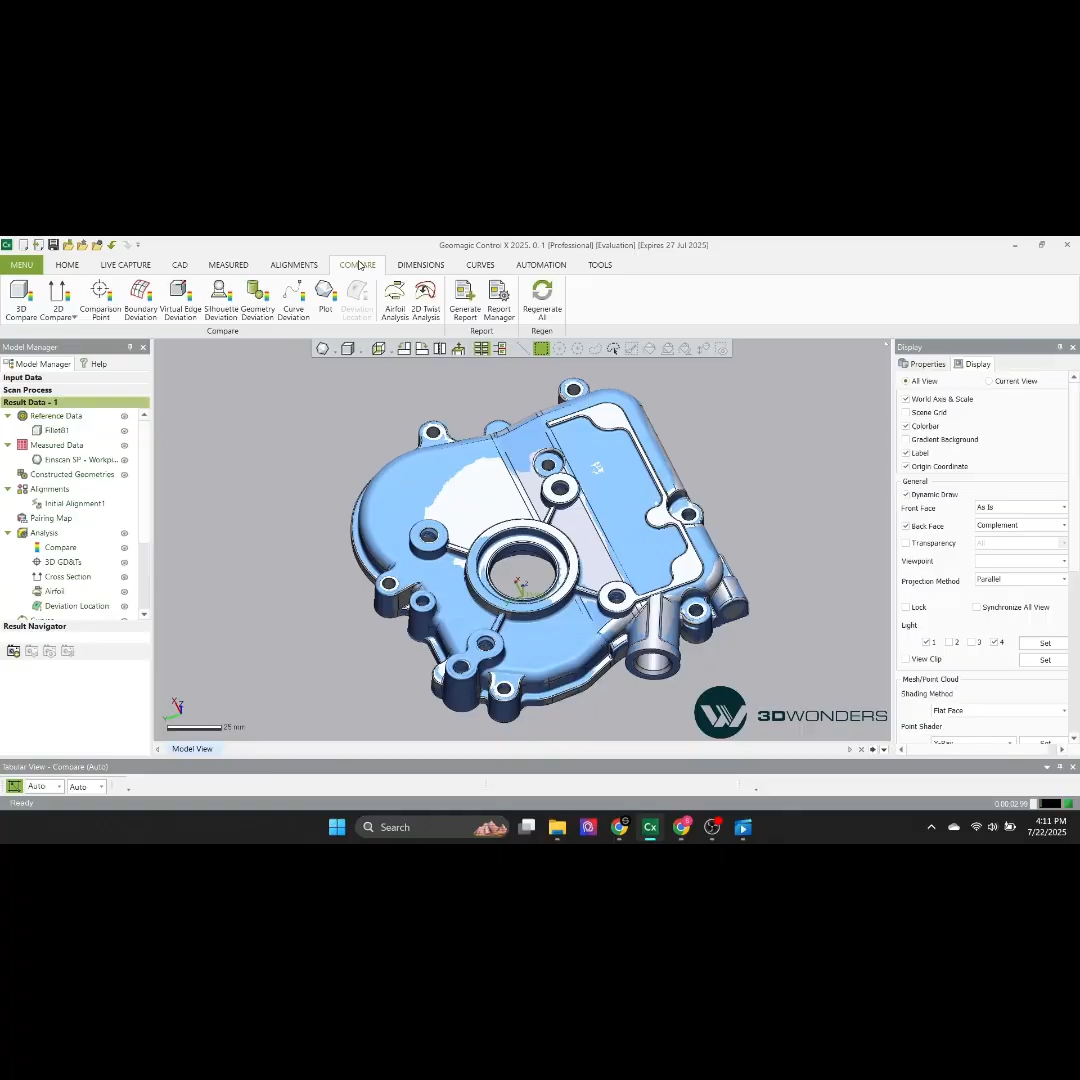 Geomagic Control X 2025. 0. 1 [Professional] [Evaluation] [Expires 27 Jul 2025]
MENU HOME LIVE CAPTURE CAD MEASURED ALIGNMENTS COMPARE DIMENSIONS CURVES AUTOMATION TOOLS
3D Compare
2D Compare
Comparison Point
Boundary Deviation
Virtual Edge Deviation
Silhouette Deviation
Geometry Deviation
Curve Deviation
Plot
Deviation Location
Airfoil Analysis
2D Twist Analysis
Generate Report
Report Manager
Regenerate All
Compare Report Regen
Model Manager
Model Manager Help
Input Data
Scan Process
Result Data - 1
Reference Data
Fillet81
Measured Data
Einscan SP - Workpi...
Constructed Geometries
Alignments
Initial Alignment1
Pairing Map
Analysis
Compare
3D GD&Ts
Cross Section
Airfoil
Deviation Location
Result Navigator
25 mm
3DWONDERS
Model View
Display
Properties Display
All View Current View
World Axis & Scale
Scene Grid
Colorbar
Gradient Background
Label
Origin Coordinate
General
Dynamic Draw
Front Face As Is
Back Face Complement
Transparency All
Viewpoint
Projection Method Parallel
Lock Synchronize All View
Light
1 2 3 4 Set
View Clip Set
Mesh/Point Cloud
Shading Method
Flat Face
Point Shader
X-Ray Set
Tabular View - Compare (Auto)
Auto Auto
Ready
0:00:02:99
Search
4:11 PM
7/22/2025